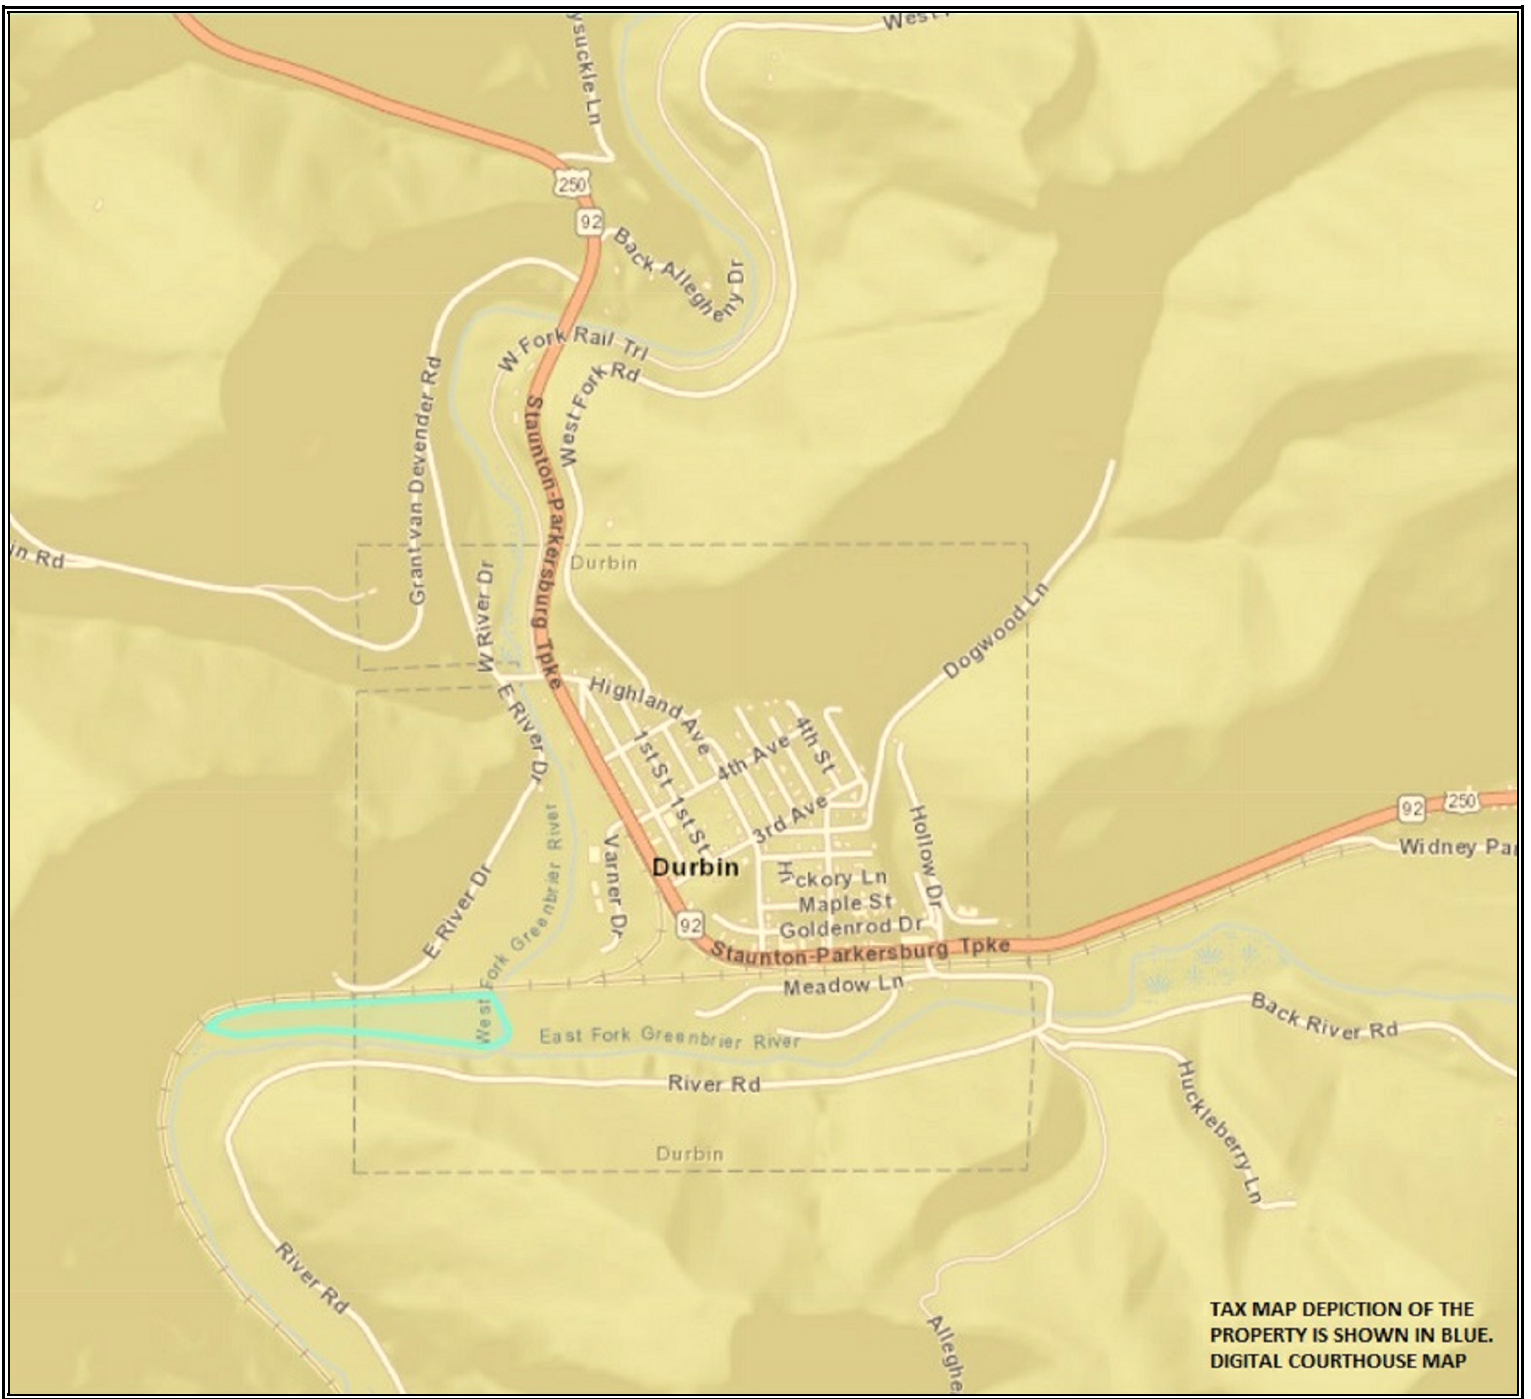 West
ysuckle Ln
250
92
Back Allegheny Dr
W Fork Rail Trl
West Fork Rd
Grant van Devender Rd
Staunton-Parkersburg Tpke
in Rd
Durbin
W River Dr
Dogwood Ln
E River Dr
Highland Ave
1st St
4th Ave
4th St
1st St
3rd Ave
92
250
Widney Pa
Varner Dr
Durbin
Hickory Ln
Hollow Dr
Maple St
Goldenrod Dr
E River Dr
West Fork Greenbrier River
92
Staunton-Parkersburg Tpke
Meadow Ln
Back River Rd
East Fork Greenbrier River
River Rd
Huckleberry Ln
Durbin
River Rd
Alleghe
TAX MAP DEPICTION OF THE
PROPERTY IS SHOWN IN BLUE.
DIGITAL COURTHOUSE MAP